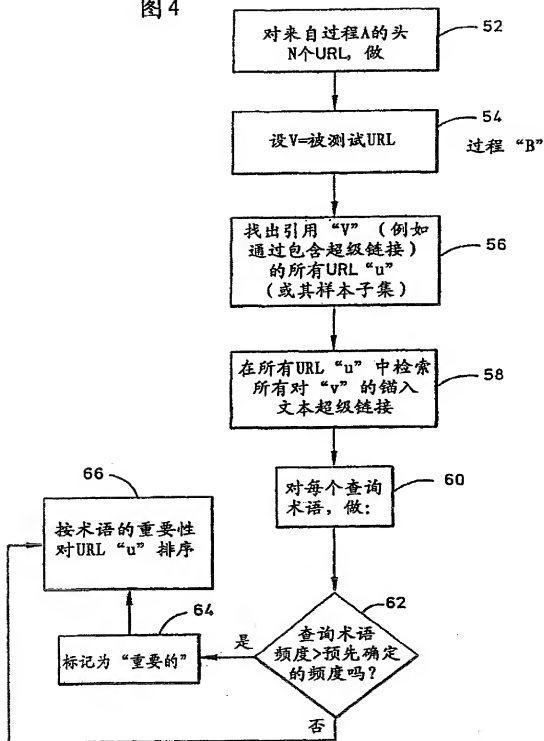 图4
对来自过程A的头
N个URL, 做
52
设V=被测试URL
54
过程 “B”
找出引用 “V” (例如
通过包含超级链接)
的所有URL “u”
(或其样本子集)
56
在所有URL “u” 中检索
所有对 “v” 的锚入
文本超级链接
58
对每个查询
术语, 做:
60
66
按术语的重要性
对URL “u” 排序
62
查询术语
频度>预先确定
的频度吗?
64
标记为 “重要的”
是
否